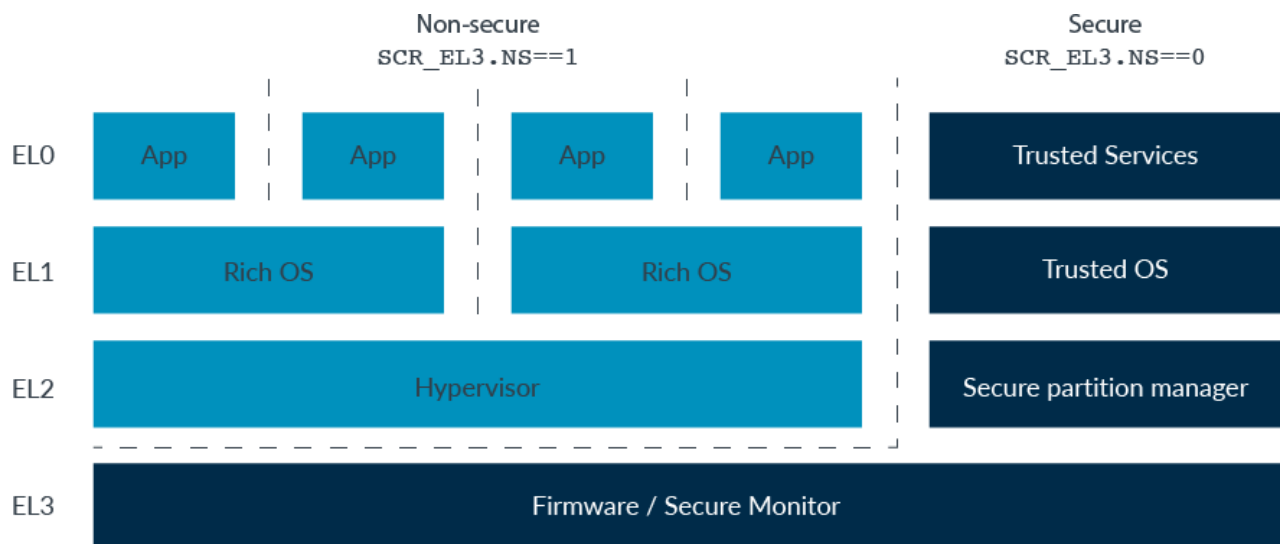 Non-secure
SCR_EL3.NS==1
Secure
SCR_EL3.NS==0
EL0
App
App
App
App
Trusted Services
EL1
Rich OS
Rich OS
Trusted OS
EL2
Hypervisor
Secure partition manager
EL3
Firmware / Secure Monitor